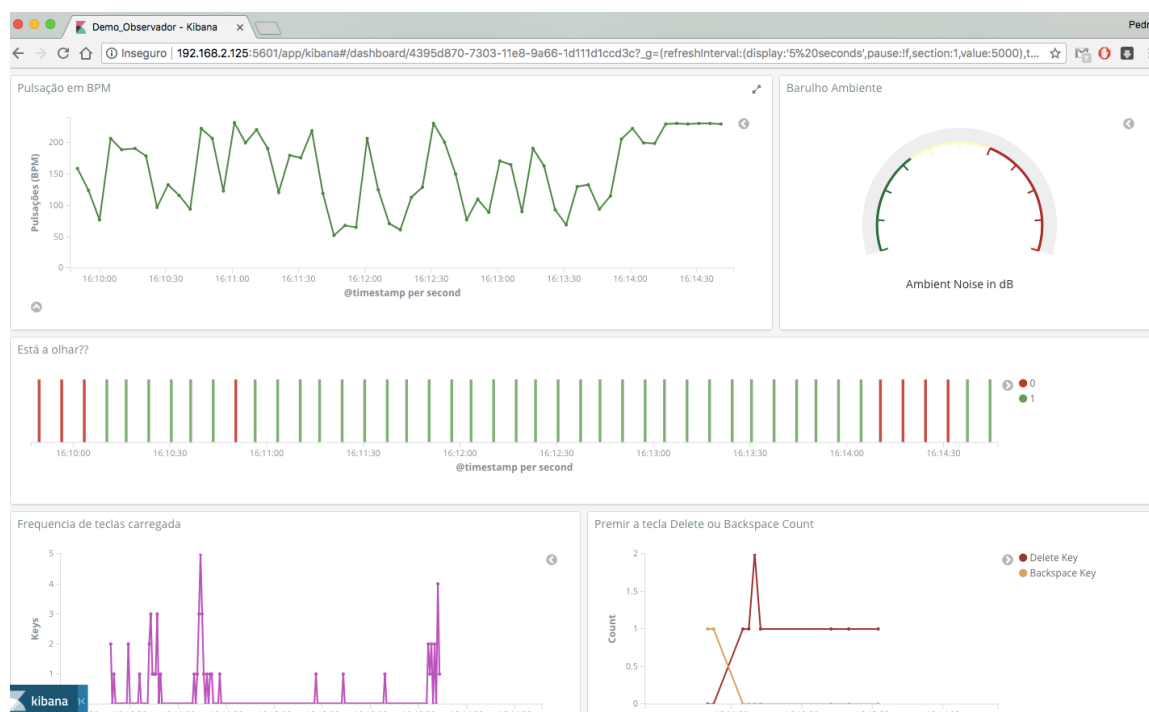 Demo_Observador - Kibana
Pedr
Inseguro | 192.168.2.125:5601/app/kibana#/dashboard/4395d870-7303-11e8-9a66-1d111d1ccd3c?_g=(refreshInterval:(display:'5%20seconds',pause:!f,section:1,value:5000),t...
Pulsação em BPM
Pulsações (BPM)
200
150
100
50
0
16:10:00 16:10:30 16:11:00 16:11:30 16:12:00 16:12:30 16:13:00 16:13:30 16:14:00 16:14:30
@timestamp per second
Barulho Ambiente
Ambient Noise in dB
Está a olhar??
0
1
16:10:00 16:10:30 16:11:00 16:11:30 16:12:00 16:12:30 16:13:00 16:13:30 16:14:00 16:14:30
@timestamp per second
Frequencia de teclas carregada
Keys
5
4
3
2
1
kibana
Premir a tecla Delete ou Backspace Count
Count
2
1.5
1
0.5
0
Delete Key
Backspace Key